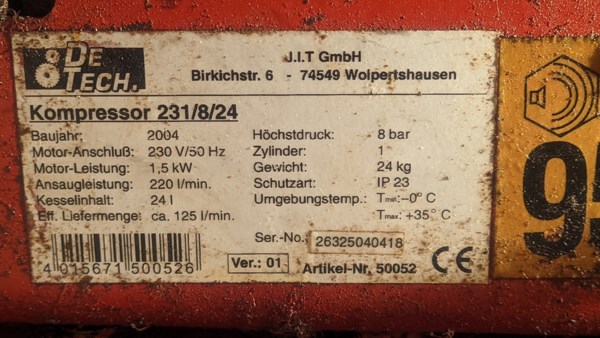 DE TECH.
J.I.T GmbH
Birkichstr. 6 - 74549 Wolpertshausen
Kompressor 231/8/24
Baujahr: 2004 Höchstdruck: 8 bar
Motor-Anschluß: 230 V/50 Hz Zylinder: 1
Motor-Leistung: 1,5 kW Gewicht: 24 kg
Ansaugleistung: 220 l/min. Schutzart: IP 23
Kesselinhalt: 24 l Umgebungstemp.: Tmin:-0° C
Eff. Liefermenge: ca. 125 l/min. Tmax: +35° C
Ser.-No.: 26325040418
4 015671 500526 Ver.: 01 Artikel-Nr. 50052 CE